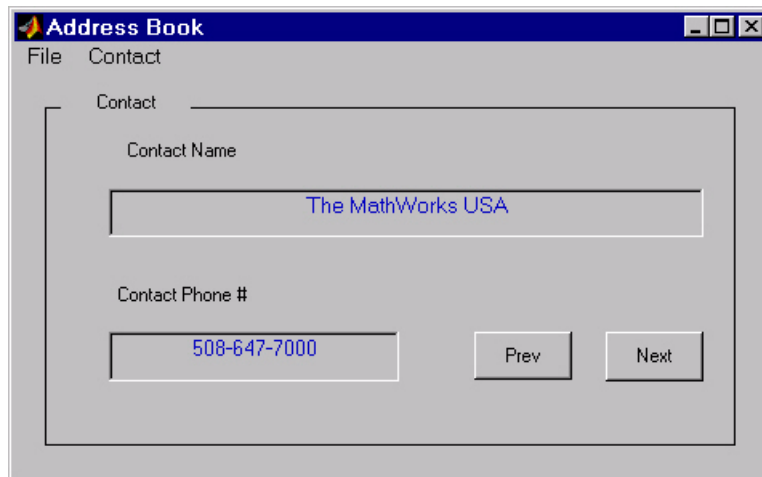 Address Book
File Contact
Contact
Contact Name
The MathWorks USA
Contact Phone #
508-647-7000
Prev Next